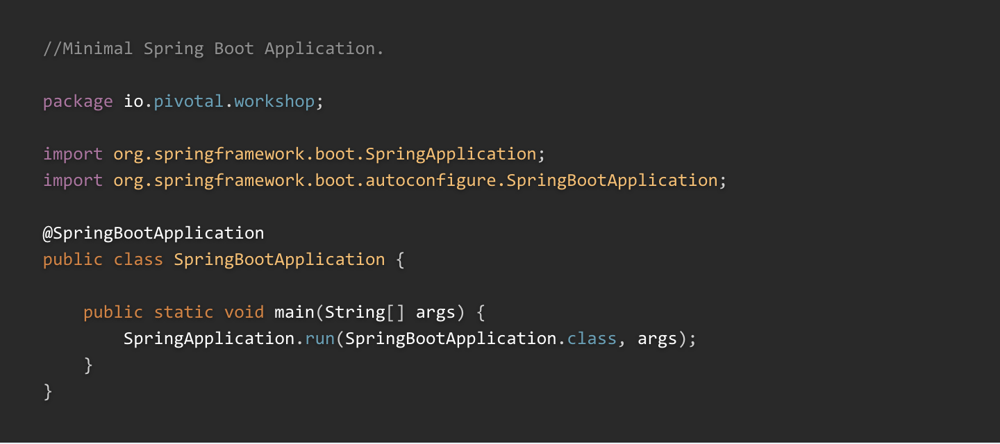 //Minimal Spring Boot Application.
package io.pivotal.workshop;
import org.springframework.boot.SpringApplication;
import org.springframework.boot.autoconfigure.SpringBootApplication;
@SpringBootApplication
public class SpringBootApplication {
    public static void main(String[] args) {
        SpringApplication.run(SpringBootApplication.class, args);
    }
}